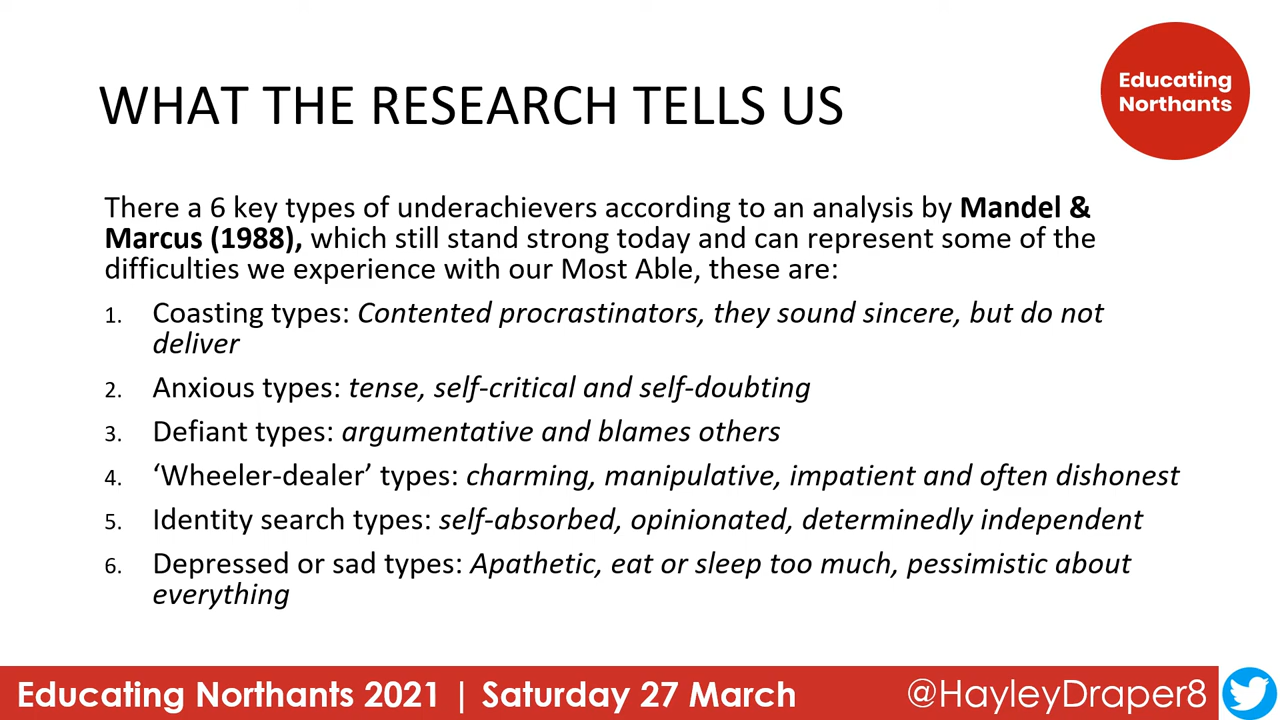 Educating
Northants
WHAT THE RESEARCH TELLS US
There a 6 key types of underachievers according to an analysis by Mandel &
Marcus (1988), which still stand strong today and can represent some of the
difficulties we experience with our Most Able, these are:
1. Coasting types: Contented procrastinators, they sound sincere, but do not
deliver
2. Anxious types: tense, self-critical and self-doubting
3. Defiant types: argumentative and blames others
4. ‘Wheeler-dealer’ types: charming, manipulative, impatient and often dishonest
5. Identity search types: self-absorbed, opinionated, determinedly independent
6. Depressed or sad types: Apathetic, eat or sleep too much, pessimistic about
everything
Educating Northants 2021 | Saturday 27 March
@HayleyDraper8